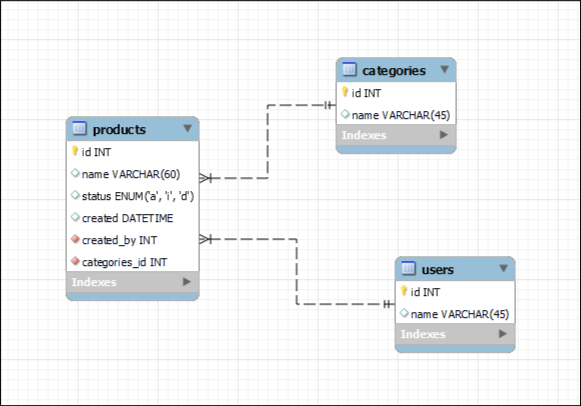 categories
id INT
name VARCHAR(45)
Indexes
products
id INT
name VARCHAR(60)
status ENUM('a', 'i', 'd')
created DATETIME
created_by INT
categories_id INT
Indexes
users
id INT
name VARCHAR(45)
Indexes